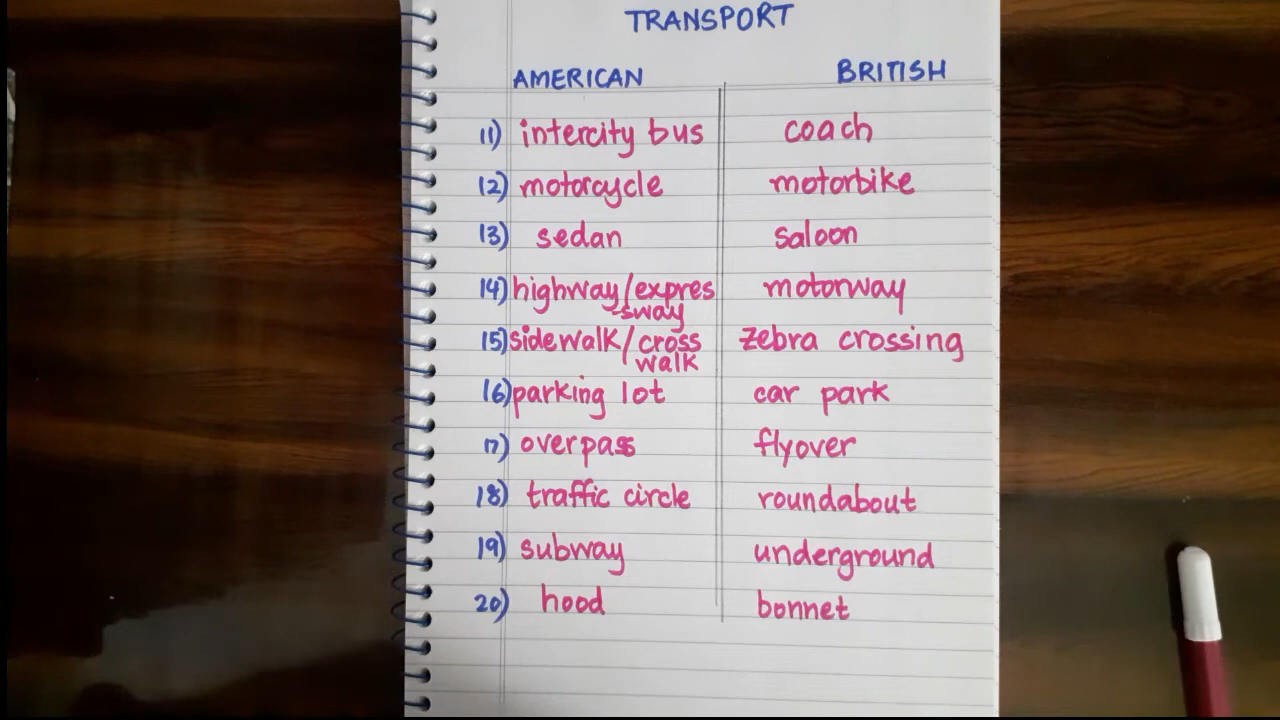 TRANSPORT
AMERICAN BRITISH
11) intercity bus coach
12) motorcycle motorbike
13) sedan saloon
14) highway/expres motorway
-sway
15) sidewalk/cross zebra crossing
walk
16) parking lot car park
17) overpass flyover
18) traffic circle roundabout
19) subway underground
20) hood bonnet